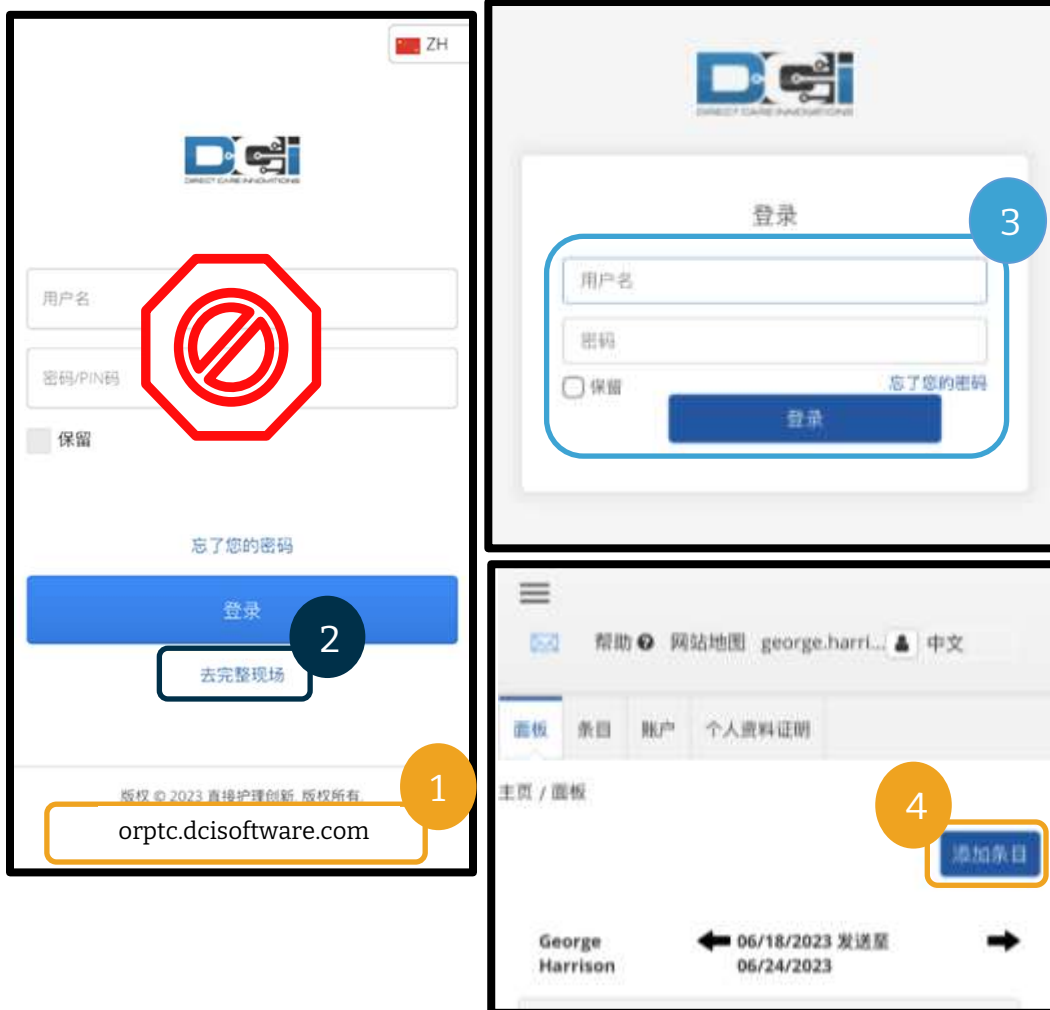 ZH
DCi
DIRECT CARE INNOVATIONS
用户名
密码/PIN码
保留
忘了您的密码
登录
2
去完整现场
版权 © 2023 直接护理创新. 版权所有
1
orptc.dcisoftware.com
DCi
DIRECT CARE INNOVATIONS
登录
3
用户名
密码
保留
忘了您的密码
登录
帮助 网站地图 george.harri... 中文
面板 条目 账户 个人资料证明
主页 / 面板
4
添加条目
George
Harrison
06/18/2023 发送至
06/24/2023